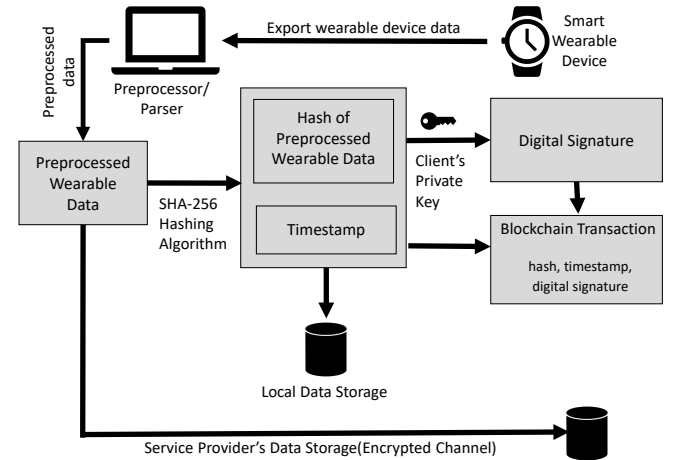 Export wearable device data
Smart
Wearable
Device
Preprocessed
data
Preprocessor/
Parser
Hash of
Preprocessed
Wearable Data
Client's
Private
Key
Digital Signature
Preprocessed
Wearable
Data
SHA-256
Hashing
Algorithm
Timestamp
Blockchain Transaction
hash, timestamp,
digital signature
Local Data Storage
Service Provider's Data Storage(Encrypted Channel)